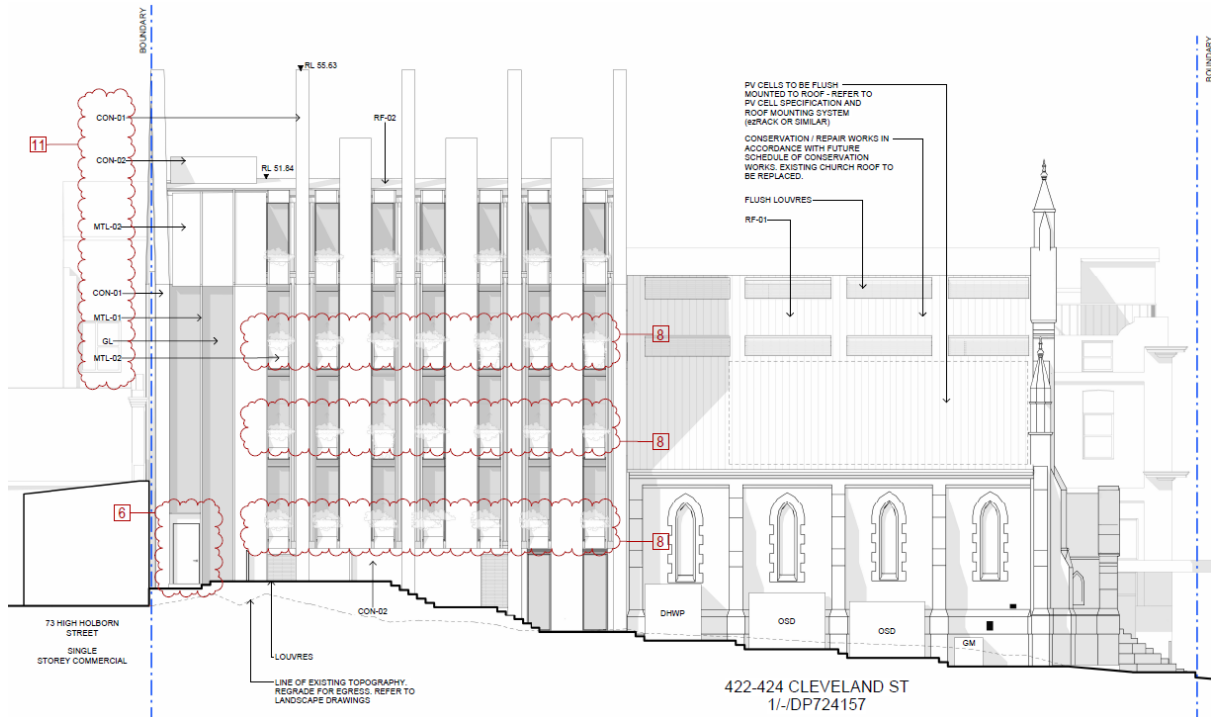 BOUNDARY
BOUNDARY
RL 55.63
CON-01
RF-02
11
CON-02
RL 51.84
MTL-02
CON-01
MTL-01
GL
MTL-02
PV CELLS TO BE FLUSH
MOUNTED TO ROOF - REFER TO
PV CELL SPECIFICATION AND
ROOF MOUNTING SYSTEM
(ezRACK OR SIMILAR)
CONSERVATION / REPAIR WORKS IN
ACCORDANCE WITH FUTURE
SCHEDULE OF CONSERVATION
WORKS. EXISTING CHURCH ROOF TO
BE REPLACED.
FLUSH LOUVRES
RF-01
8
8
8
6
CON-02
DHWP
OSD
OSD
GM
73 HIGH HOLBORN
STREET
SINGLE
STOREY COMMERCIAL
LOUVRES
LINE OF EXISTING TOPOGRAPHY.
REGRADE FOR EGRESS. REFER TO
LANDSCAPE DRAWINGS
422-424 CLEVELAND ST
1/-/DP724157